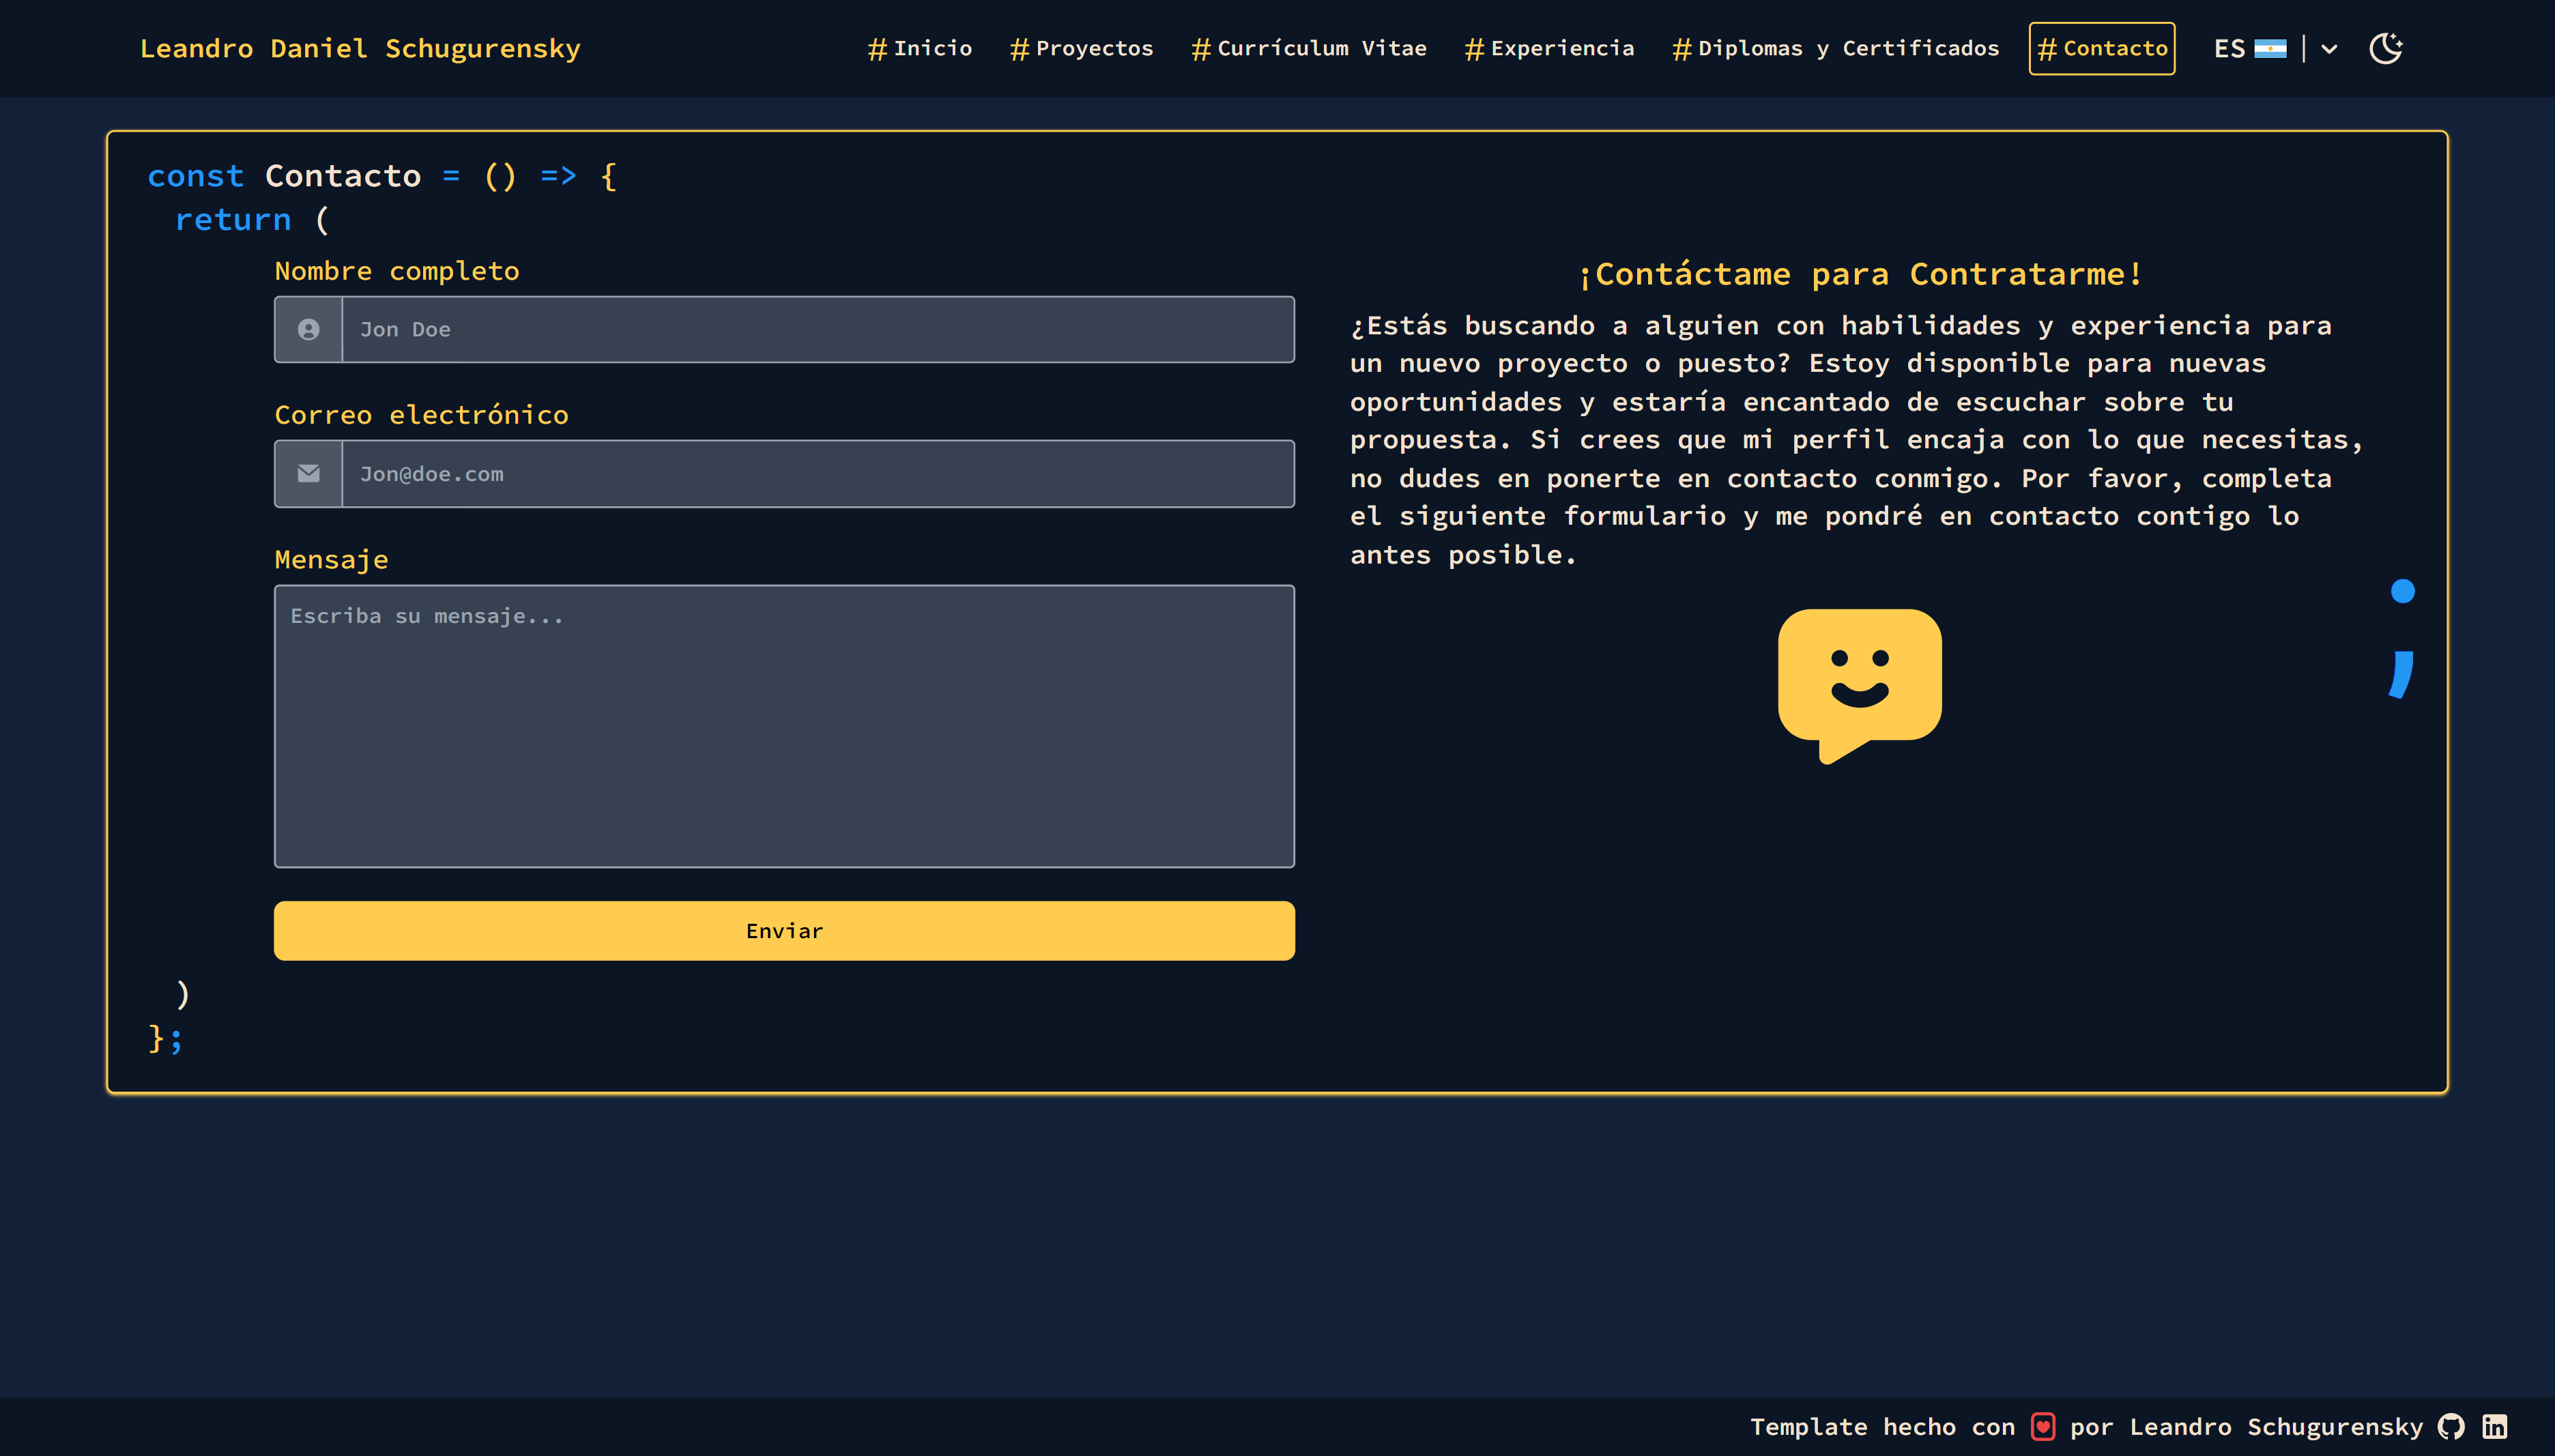 Leandro Daniel Schugurensky
# Inicio
# Proyectos
# Currículum Vitae
# Experiencia
# Diplomas y Certificados
# Contacto
ES
const Contacto = () => {
return (
Nombre completo
Jon Doe
Correo electrónico
Jon@doe.com
Mensaje
Escriba su mensaje...
Enviar
)
};
¡Contáctame para Contratarme!
¿Estás buscando a alguien con habilidades y experiencia para
un nuevo proyecto o puesto? Estoy disponible para nuevas
oportunidades y estaría encantado de escuchar sobre tu
propuesta. Si crees que mi perfil encaja con lo que necesitas,
no dudes en ponerte en contacto conmigo. Por favor, completa
el siguiente formulario y me pondré en contacto contigo lo
antes posible.
;
Template hecho con por Leandro Schugurensky